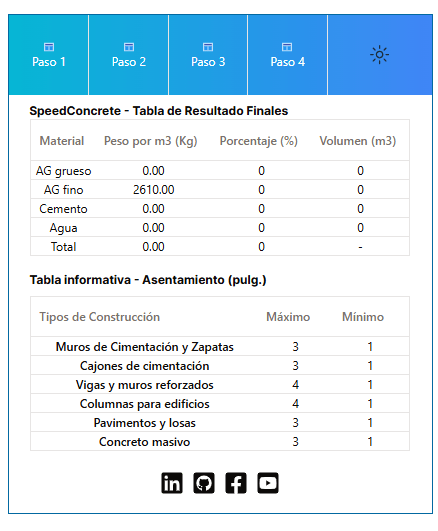 Paso 1 Paso 2 Paso 3 Paso 4
SpeedConcrete - Tabla de Resultado Finales
Material Peso por m3 (Kg) Porcentaje (%) Volumen (m3)
AG grueso 0.00 0 0
AG fino 2610.00 0 0
Cemento 0.00 0 0
Agua 0.00 0 0
Total 0.00 0 -
Tabla informativa - Asentamiento (pulg.)
Tipos de Construcción Máximo Mínimo
Muros de Cimentación y Zapatas 3 1
Cajones de cimentación 3 1
Vigas y muros reforzados 4 1
Columnas para edificios 4 1
Pavimentos y losas 3 1
Concreto masivo 3 1
in f